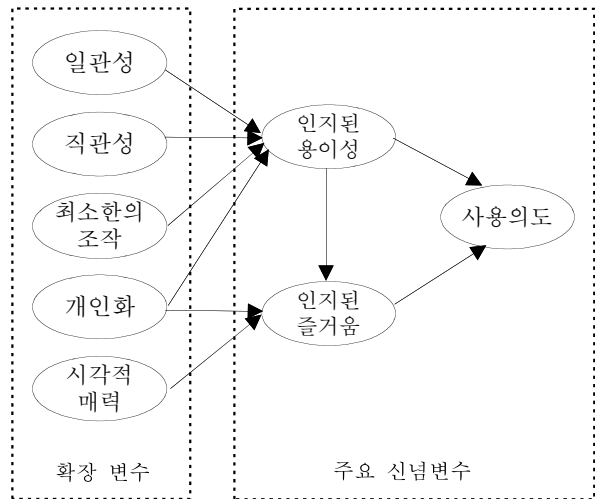 일관성
직관성
최소한의
조작
개인화
시각적
매력
확장 변수
인지된
용이성
인지된
즐거움
사용의도
주요 신념변수